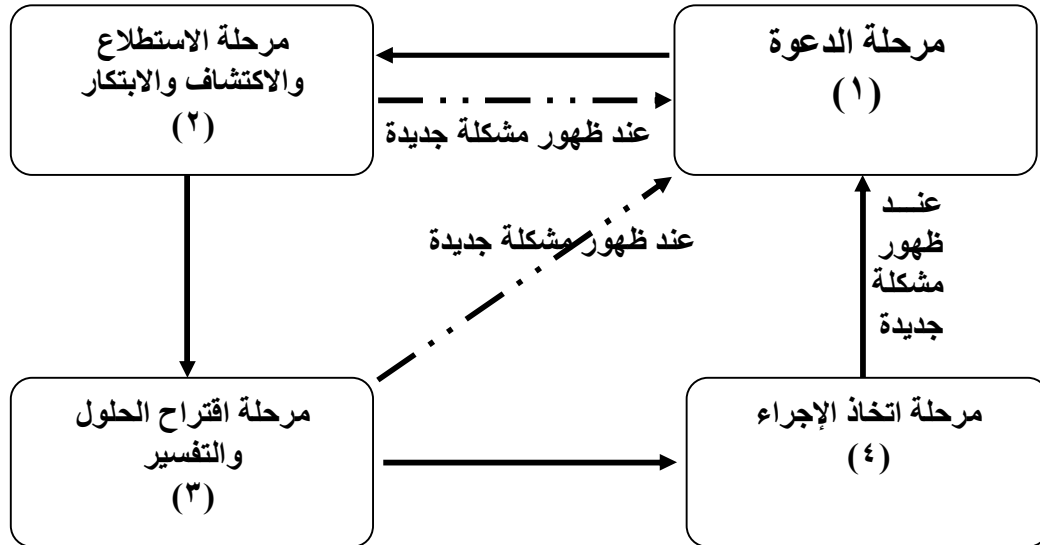 مرحلة الدعوة
(١)
مرحلة الاستطلاع
والاكتشاف والابتكار
(٢)
عند ظهور مشكلة جديدة
عند ظهور مشكلة جديدة
عنــد
ظهور
مشكلة
جديدة
مرحلة اقتراح الحلول
والتفسير
(٣)
مرحلة اتخاذ الإجراء
(٤)